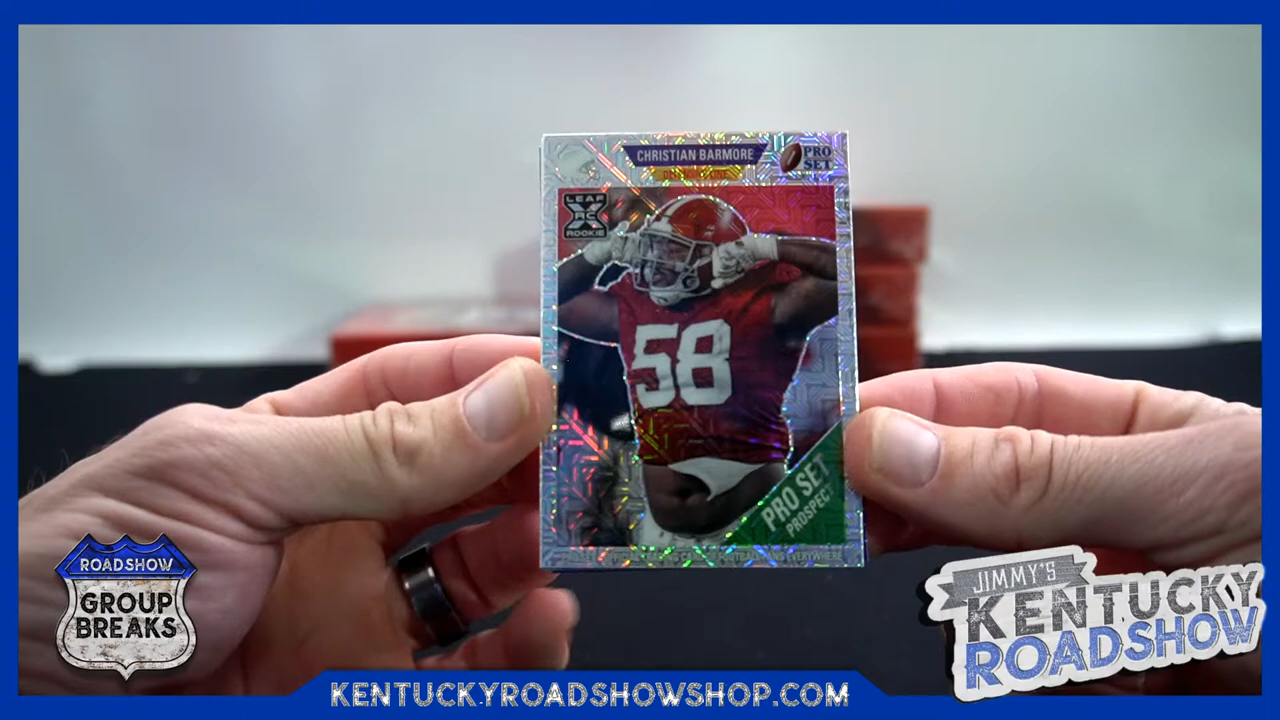 CHRISTIAN BARMORE
PRO
SET
LEAF
RC
ROOKIE
58
PRO SET
PROSPECT
EVERYWHERE
ROADSHOW
GROUP
BREAKS
JIMMY'S
KENTUCKY
ROADSHOW
KENTUCKYROADSHOWSHOP.COM